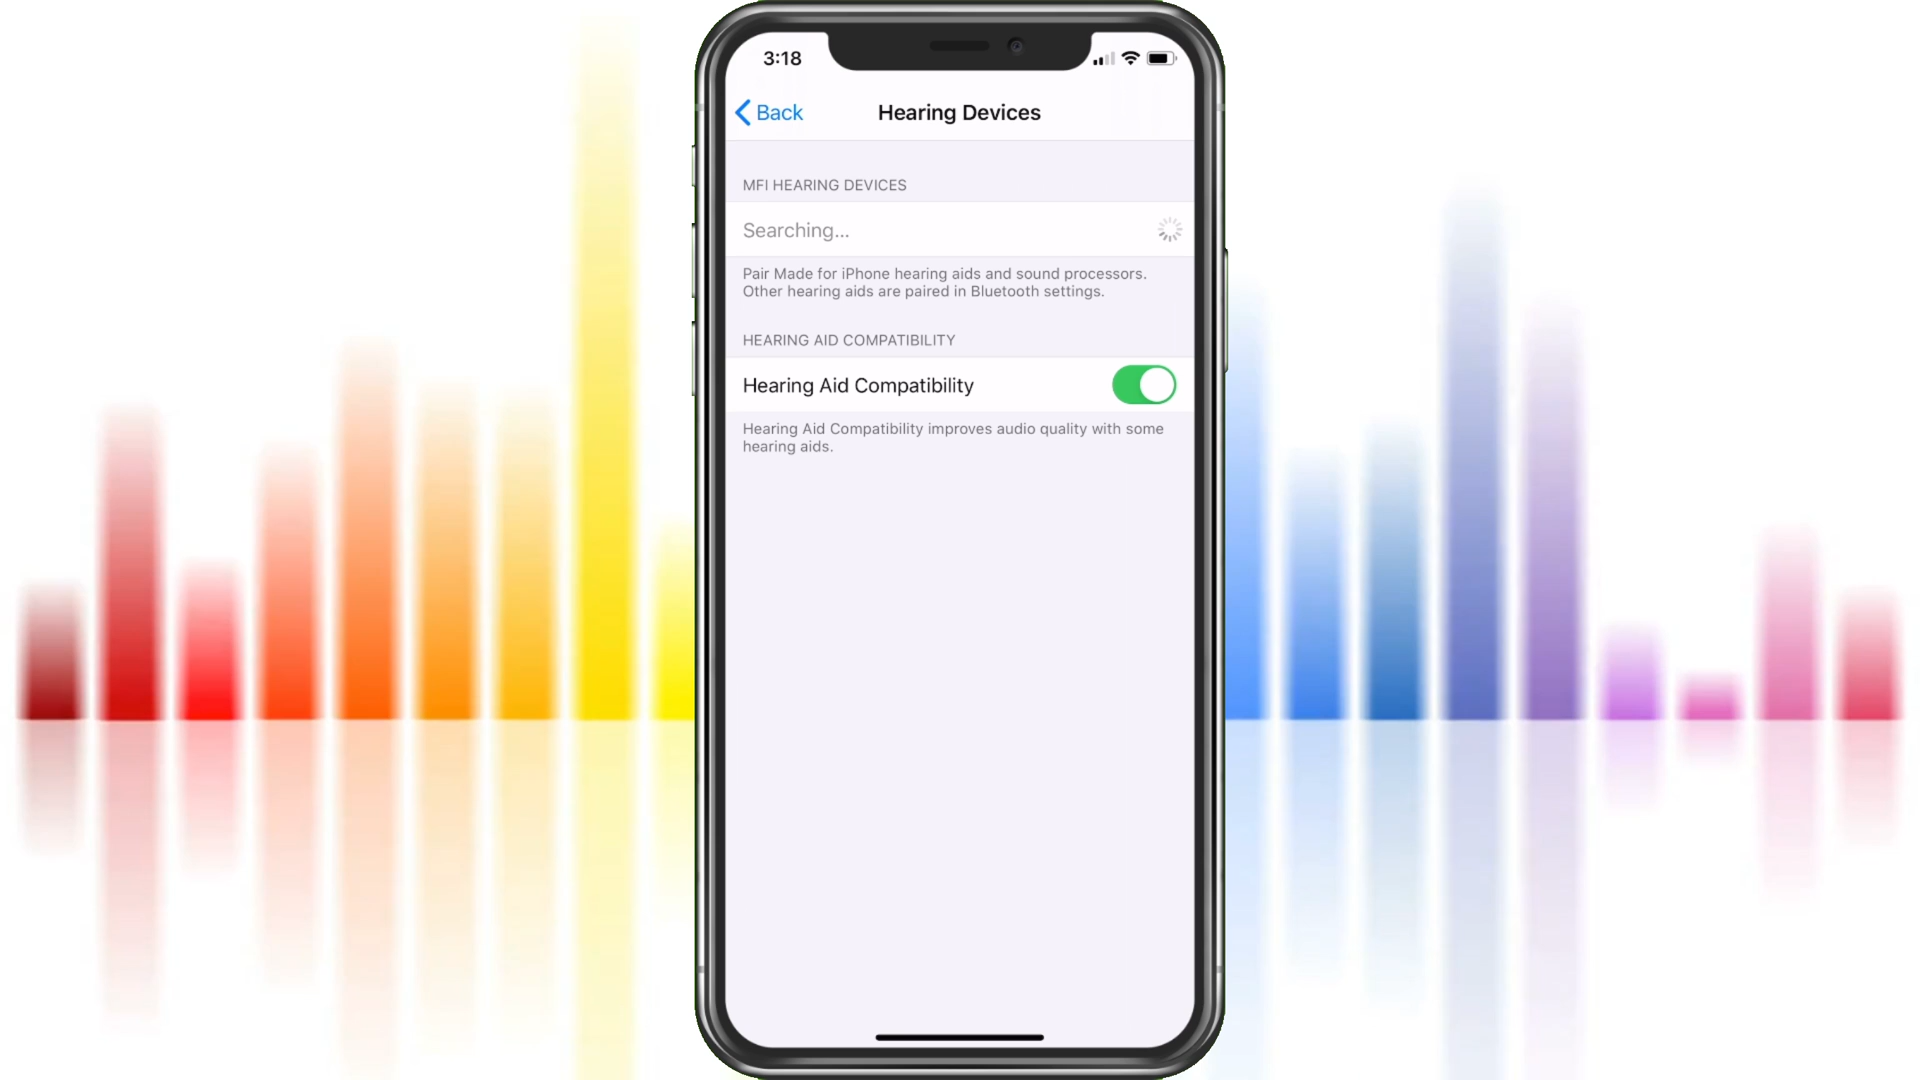 3:18
Back
Hearing Devices
MFI HEARING DEVICES
Searching...
Pair Made for iPhone hearing aids and sound processors.
Other hearing aids are paired in Bluetooth settings.
HEARING AID COMPATIBILITY
Hearing Aid Compatibility
Hearing Aid Compatibility improves audio quality with some
hearing aids.